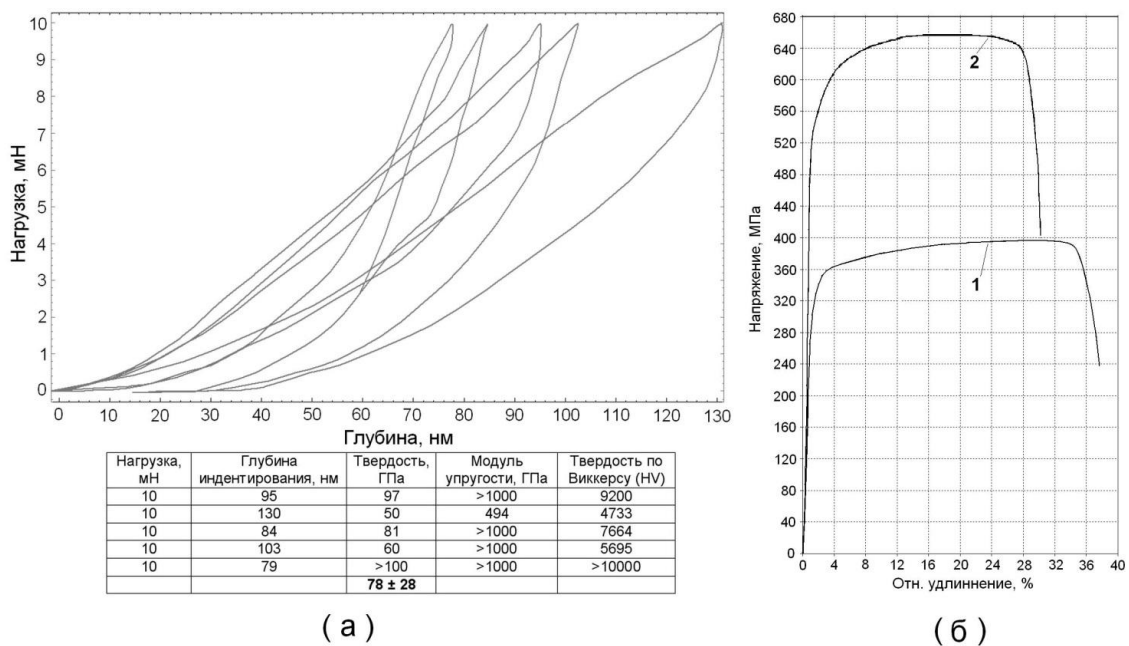 10
9
8
7
6
5
4
3
2
1
0
Нагрузка, мН
0 10 20 30 40 50 60 70 80 90 100 110 120 130
Глубина, нм
Нагрузка, мН Глубина индентирования, нм Твердость, ГПа Модуль упругости, ГПа Твердость по Виккерсу (HV)
10 95 97 >1000 9200
10 130 50 494 4733
10 84 81 >1000 7664
10 103 60 >1000 5695
10 79 >100 >1000 >10000
78 ± 28
( а )
680
640
600
560
520
480
440
400
360
320
280
240
200
160
120
80
40
0
Напряжение, МПа
2
1
0 4 8 12 16 20 24 28 32 36 40
Отн. удлиннение, %
( б )